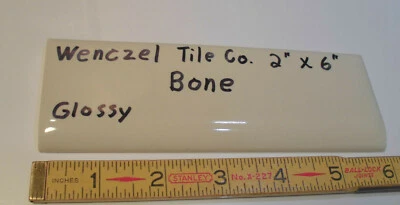 Wenczel Tile Co. 2" x 6"
Bone
Glossy
INCHES 1 2 STANLEY 3 No. X-227 4 5 6